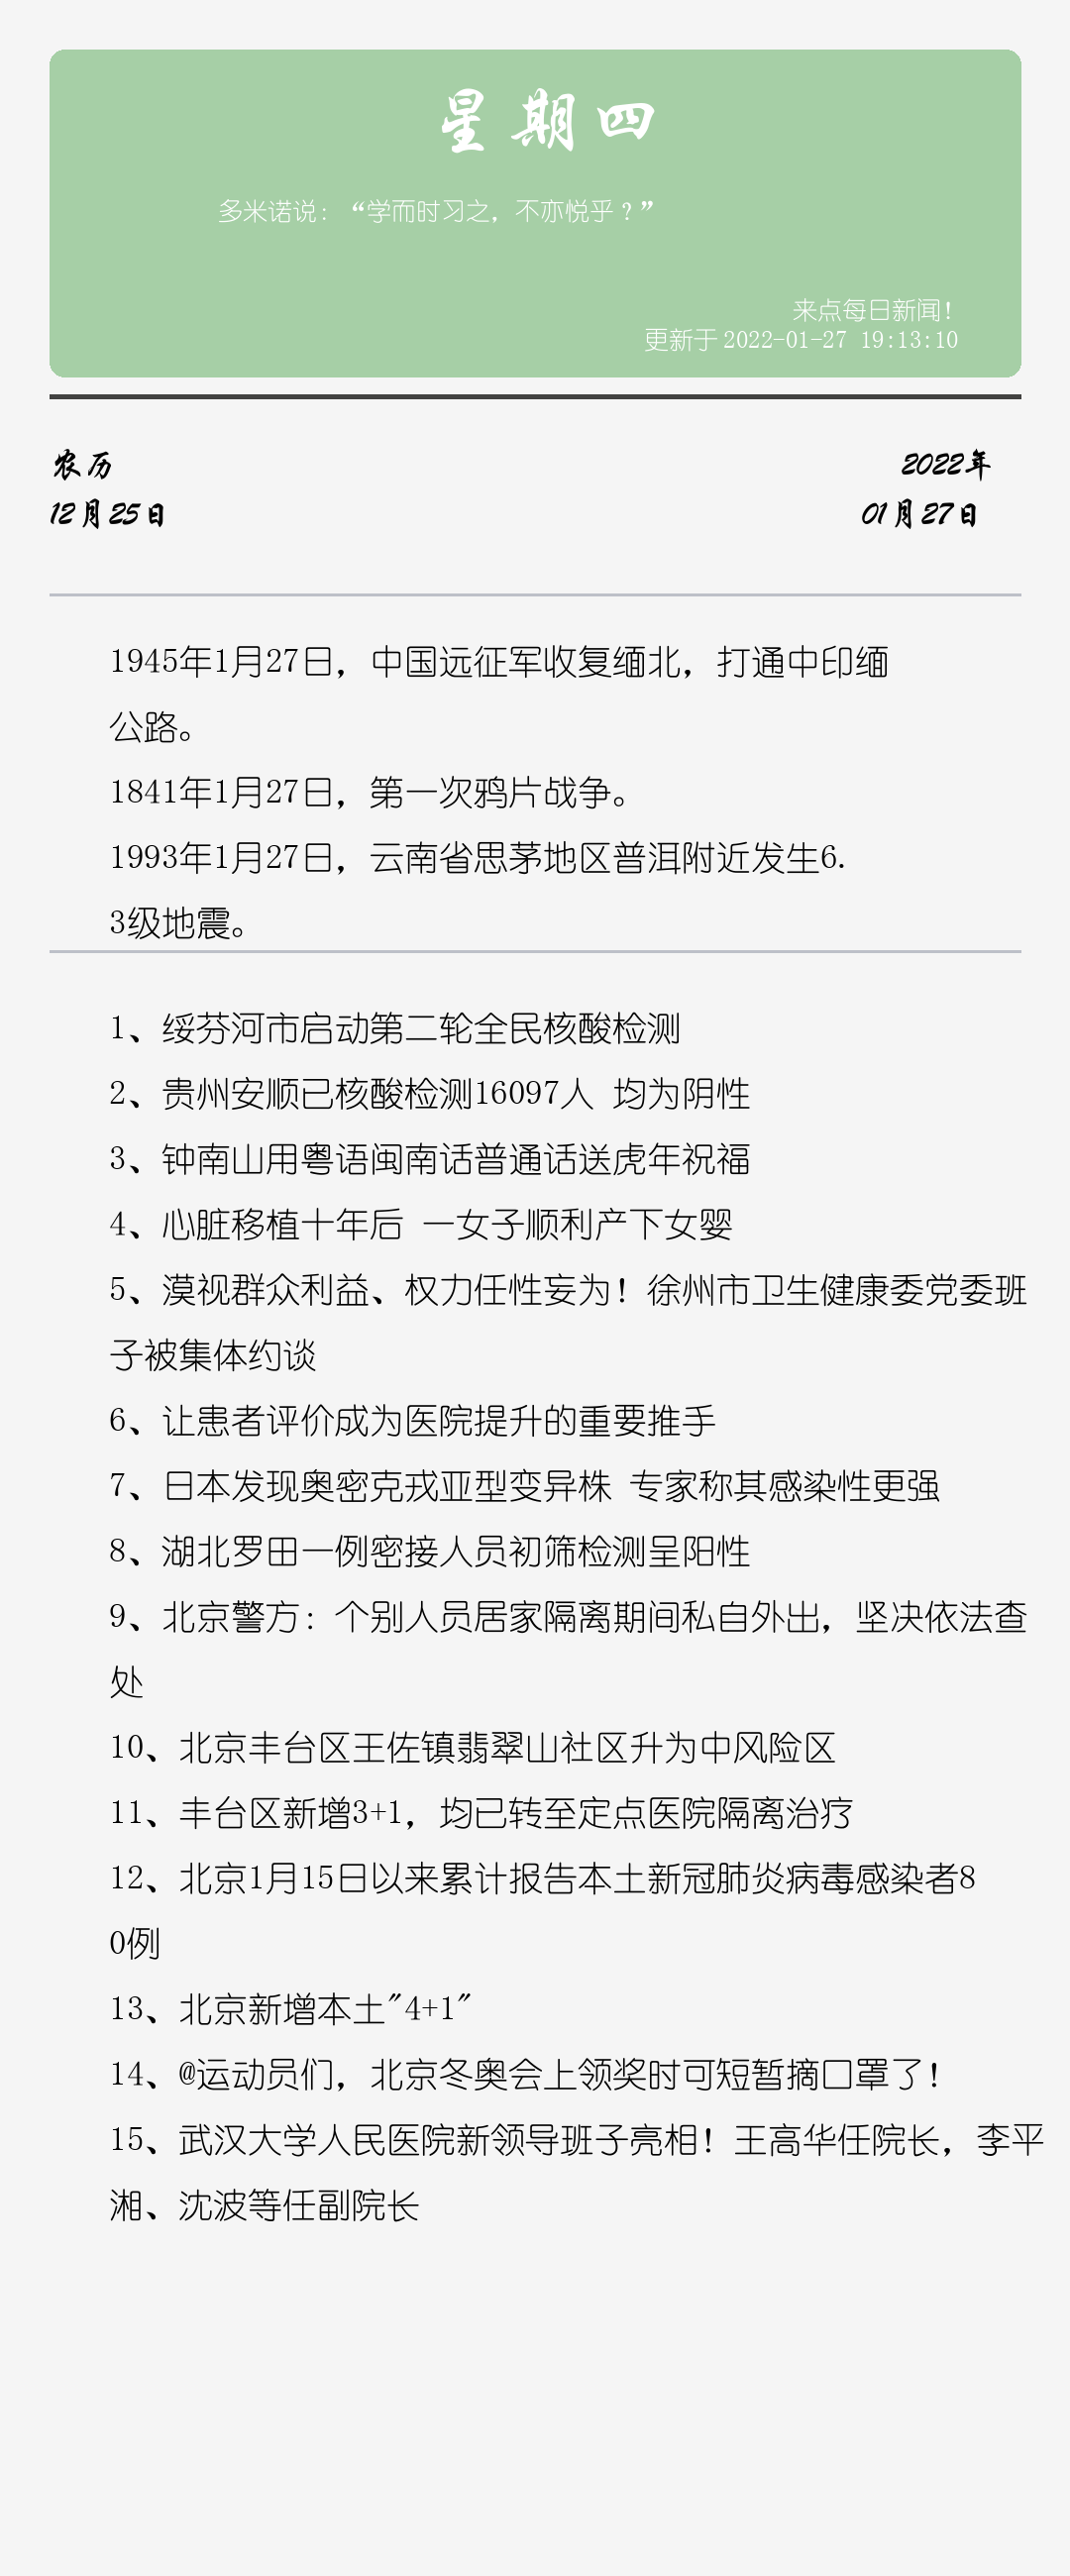 星期四
多米诺说：“学而时习之，不亦悦乎？”
来点每日新闻！
更新于2022-01-27 19:13:10
农历
2022年
12月25日
01月27日
1945年1月27日，中国远征军收复缅北，打通中印缅
公路。
1841年1月27日，第一次鸦片战争。
1993年1月27日，云南省思茅地区普洱附近发生6.
3级地震。
1、绥芬河市启动第二轮全民核酸检测
2、贵州安顺已核酸检测16097人 均为阴性
3、钟南山用粤语闽南话普通话送虎年祝福
4、心脏移植十年后 一女子顺利产下女婴
5、漠视群众利益、权力任性妄为！徐州市卫生健康委党委班
子被集体约谈
6、让患者评价成为医院提升的重要推手
7、日本发现奥密克戎亚型变异株 专家称其感染性更强
8、湖北罗田一例密接人员初筛检测呈阳性
9、北京警方：个别人员居家隔离期间私自外出，坚决依法查
处
10、北京丰台区王佐镇翡翠山社区升为中风险区
11、丰台区新增3+1，均已转至定点医院隔离治疗
12、北京1月15日以来累计报告本土新冠肺炎病毒感染者8
0例
13、北京新增本土"4+1"
14、@运动员们，北京冬奥会上领奖时可短暂摘口罩了！
15、武汉大学人民医院新领导班子亮相！王高华任院长，李平
湘、沈波等任副院长